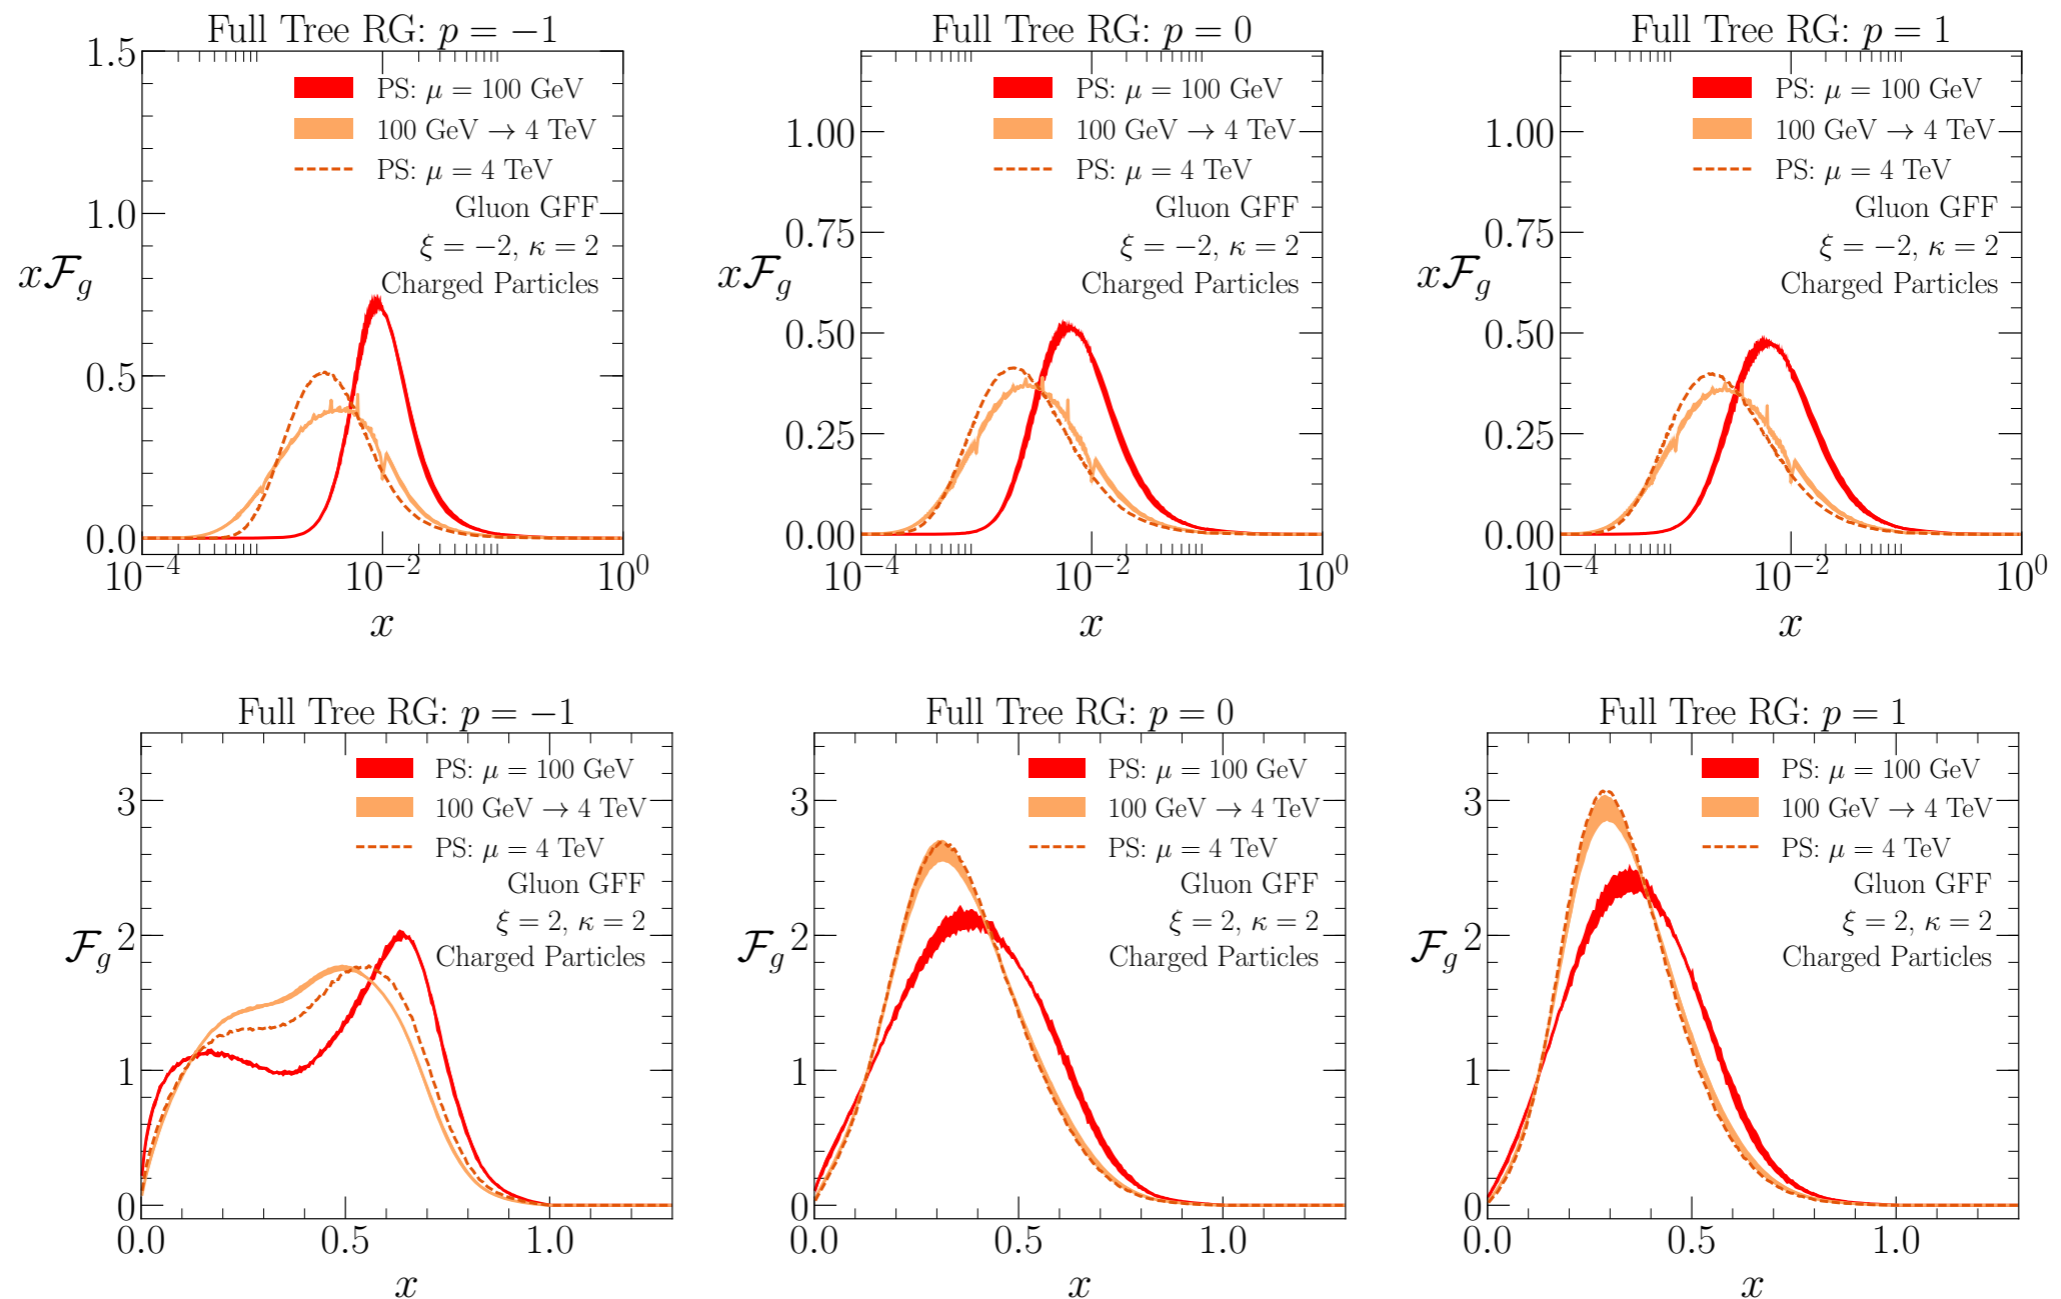 Full Tree RG: p = −1
1.5
1.0
0.5
0.0
xℱ_g
PS: μ = 100 GeV
100 GeV → 4 TeV
PS: μ = 4 TeV
Gluon GFF
ξ = −2, κ = 2
Charged Particles
10^−4
10^−2
10^0
x
Full Tree RG: p = 0
1.00
0.75
0.50
0.25
0.00
xℱ_g
PS: μ = 100 GeV
100 GeV → 4 TeV
PS: μ = 4 TeV
Gluon GFF
ξ = −2, κ = 2
Charged Particles
10^−4
10^−2
10^0
x
Full Tree RG: p = 1
1.00
0.75
0.50
0.25
0.00
xℱ_g
PS: μ = 100 GeV
100 GeV → 4 TeV
PS: μ = 4 TeV
Gluon GFF
ξ = −2, κ = 2
Charged Particles
10^−4
10^−2
10^0
x
Full Tree RG: p = −1
3
2
1
0
ℱ_g
PS: μ = 100 GeV
100 GeV → 4 TeV
PS: μ = 4 TeV
Gluon GFF
ξ = 2, κ = 2
Charged Particles
0.0
0.5
1.0
x
Full Tree RG: p = 0
3
2
1
0
ℱ_g
PS: μ = 100 GeV
100 GeV → 4 TeV
PS: μ = 4 TeV
Gluon GFF
ξ = 2, κ = 2
Charged Particles
0.0
0.5
1.0
x
Full Tree RG: p = 1
3
2
1
0
ℱ_g
PS: μ = 100 GeV
100 GeV → 4 TeV
PS: μ = 4 TeV
Gluon GFF
ξ = 2, κ = 2
Charged Particles
0.0
0.5
1.0
x